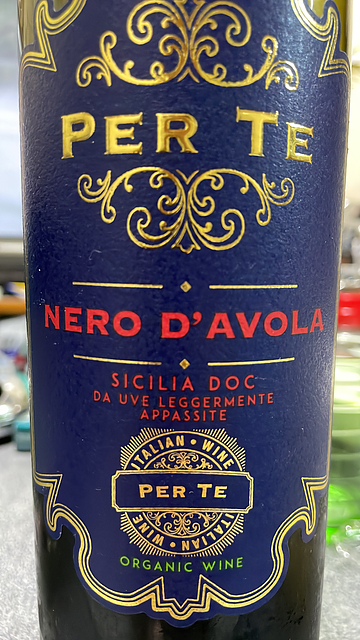 PER TE
NERO D'AVOLA
SICILIA DOC
DA UVE LEGGERMENTE
APPASSITE
ITALIAN • WINE
PER TE
ITALIAN • WINE
ORGANIC WINE